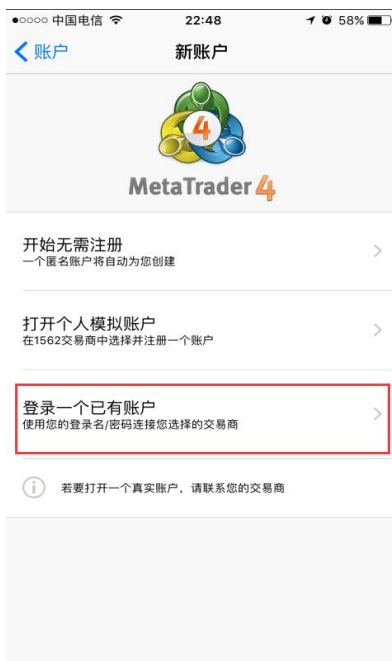 中国电信 22:48 58%
账户 新账户
4
MetaTrader 4
开始无需注册
一个匿名账户将自动为您创建
打开个人模拟账户
在1562交易商中选择并注册一个账户
登录一个已有账户
使用您的登录名/密码连接您选择的交易商
若要打开一个真实账户，请联系您的交易商